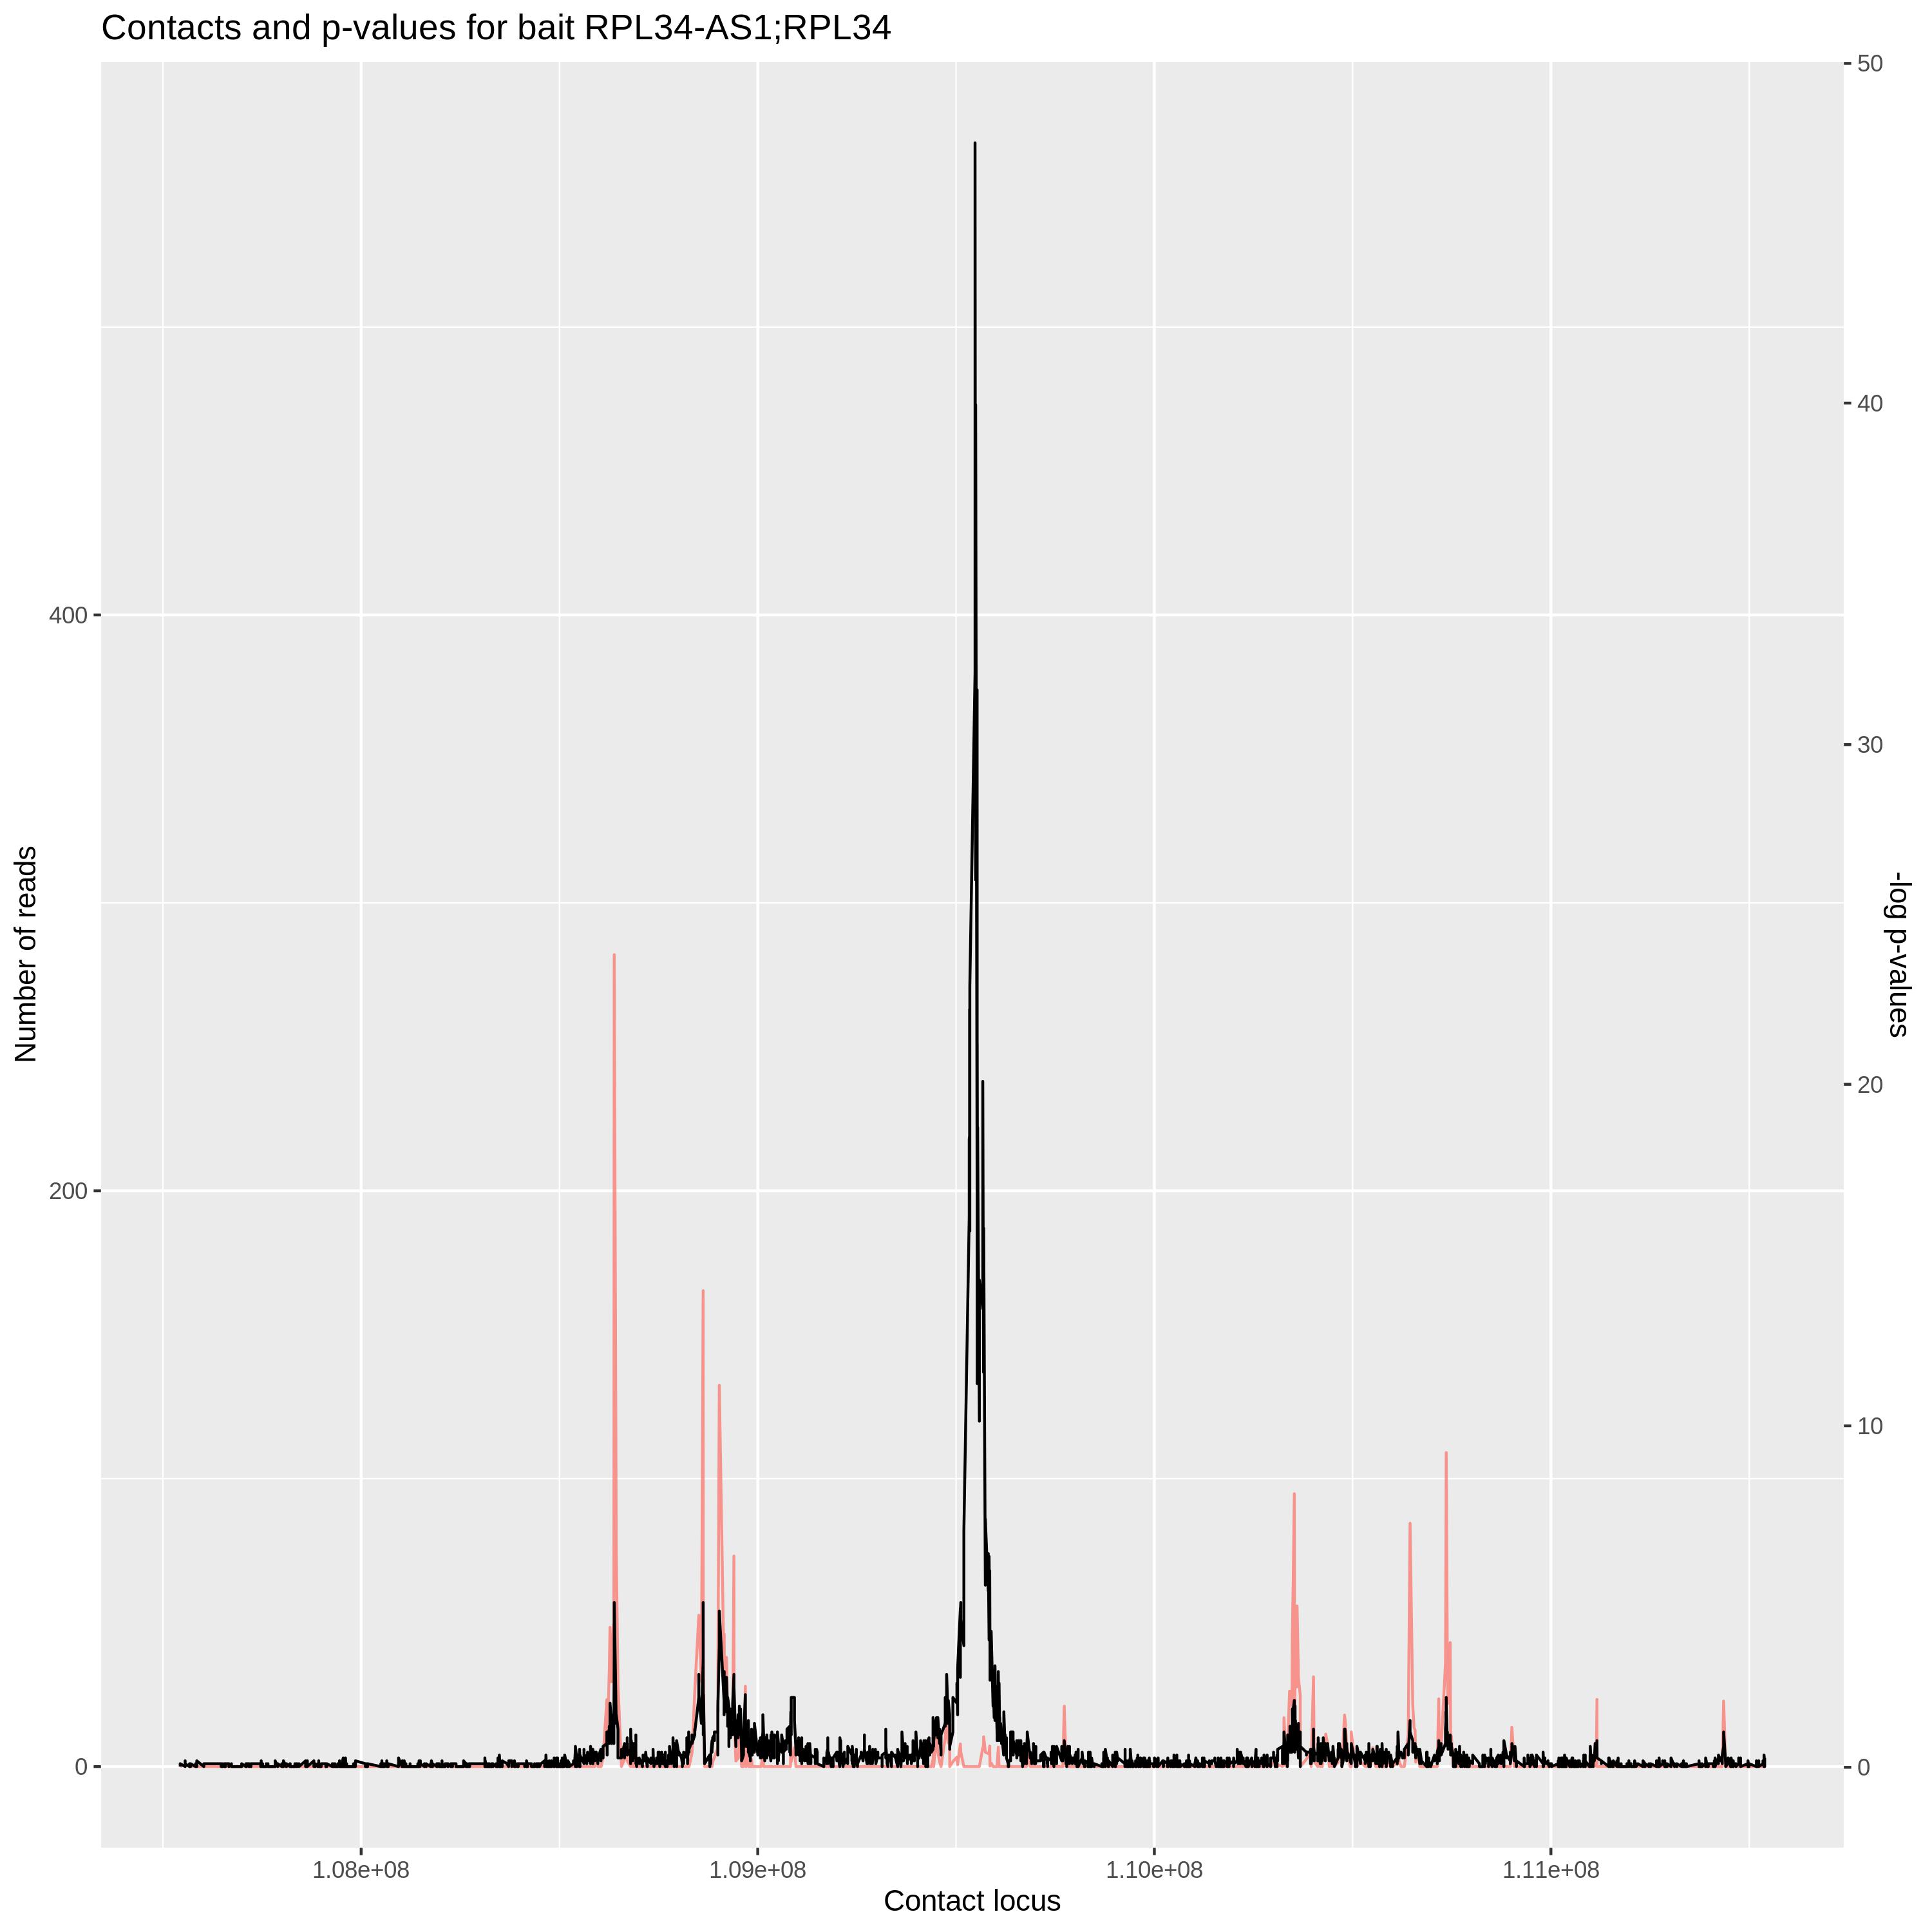 Contacts and p-values for bait RPL34-AS1;RPL34
50
40
400
30
Number of reads
-log p-values
20
200
10
0
0
1.08e+08
1.09e+08
1.10e+08
1.11e+08
Contact locus